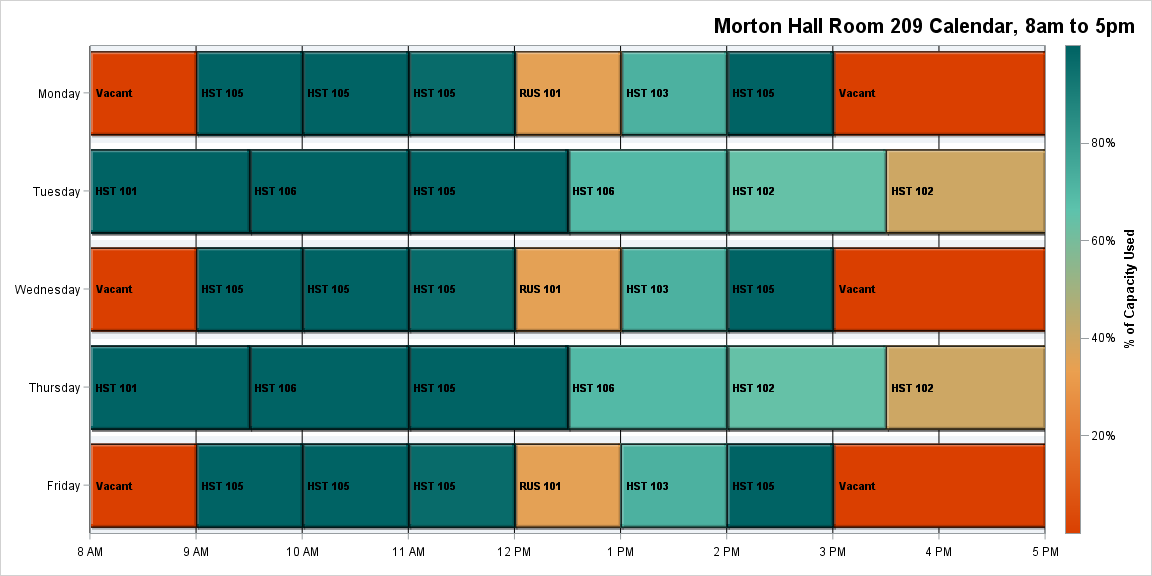 Morton Hall Room 209 Calendar, 8am to 5pm
Monday
Vacant
HST 105
HST 105
HST 105
RUS 101
HST 103
HST 105
Vacant
Tuesday
HST 101
HST 106
HST 105
HST 106
HST 102
HST 102
Wednesday
Vacant
HST 105
HST 105
HST 105
RUS 101
HST 103
HST 105
Vacant
Thursday
HST 101
HST 106
HST 105
HST 106
HST 102
HST 102
Friday
Vacant
HST 105
HST 105
HST 105
RUS 101
HST 103
HST 105
Vacant
8 AM
9 AM
10 AM
11 AM
12 PM
1 PM
2 PM
3 PM
4 PM
5 PM
80%
60%
40%
20%
% of Capacity Used